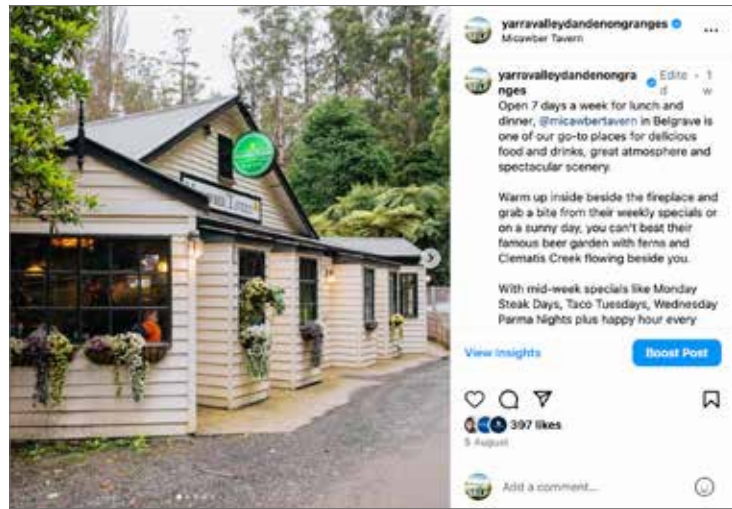 yarravalleydandenongranges
Micawber Tavern
yarravalleydandenongra
nges
Edite
d
· 1
w
Open 7 days a week for lunch and
dinner, @micawbertavern in Belgrave is
one of our go-to places for delicious
food and drinks, great atmosphere and
spectacular scenery.
Warm up inside beside the fireplace and
grab a bite from their weekly specials or
on a sunny day, you can't beat their
famous beer garden with ferns and
Clematis Creek flowing beside you.
With mid-week specials like Monday
Steak Days, Taco Tuesdays, Wednesday
Parma Nights plus happy hour every
View Insights
Boost Post
397 likes
5 August
Add a comment...